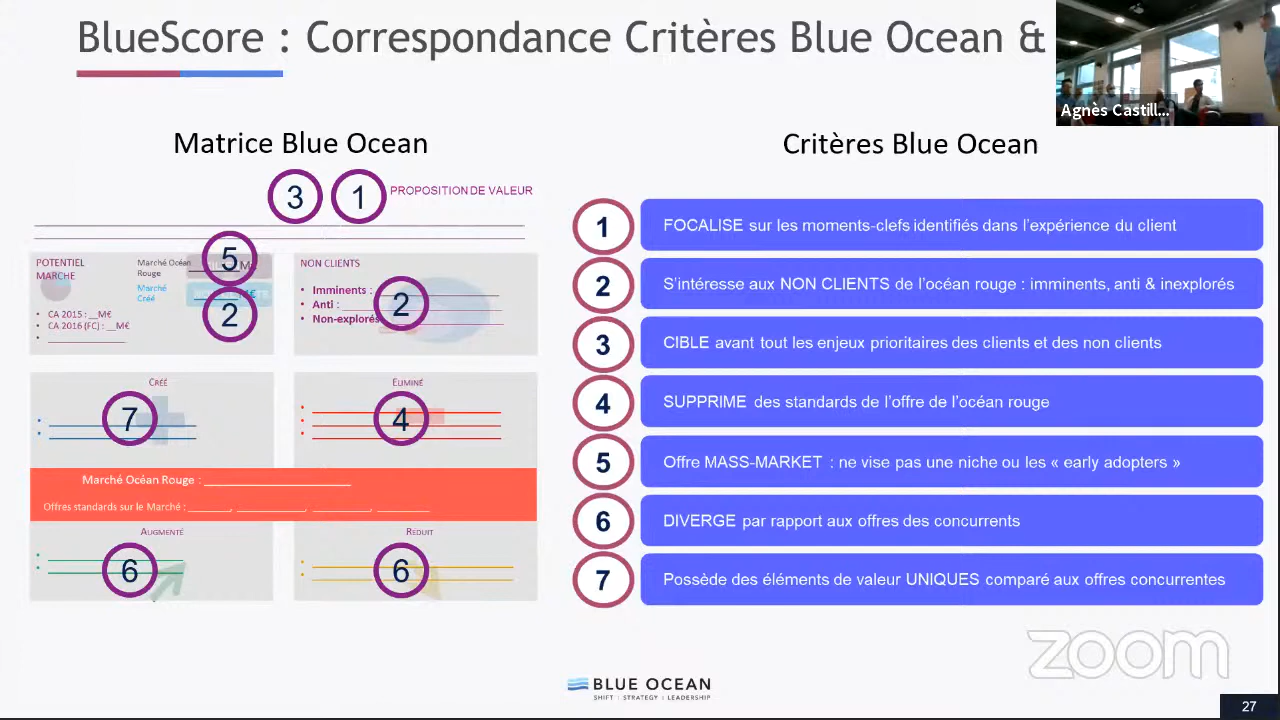 BlueScore : Correspondance Critères Blue Ocean &
Agnès Castill...
Matrice Blue Ocean
3 1 PROPOSITION DE VALEUR
POTENTIEL
MARCHE
Marché Océan
Rouge
5
Marché
Créé
2
• CA 2015 : __M€
• CA 2016 (FC) : __M€
NON CLIENTS
• Imminents :
• Anti :
• Non-explorés
2
CRÉÉ
7
ELIMINÉ
4
Marché Océan Rouge : ____________________
Offres standards sur le Marché : _______, ___________, _________, _________
AUGMENTÉ
6
RÉDUIT
6
Critères Blue Ocean
1 FOCALISE sur les moments-clefs identifiés dans l'expérience du client
2 S'intéresse aux NON CLIENTS de l'océan rouge : imminents, anti & inexplorés
3 CIBLE avant tout les enjeux prioritaires des clients et des non clients
4 SUPPRIME des standards de l'offre de l'océan rouge
5 Offre MASS-MARKET : ne vise pas une niche ou les « early adopters »
6 DIVERGE par rapport aux offres des concurrents
7 Possède des éléments de valeur UNIQUES comparé aux offres concurrentes
zoom
BLUE OCEAN
SHIFT | STRATEGY | LEADERSHIP
27